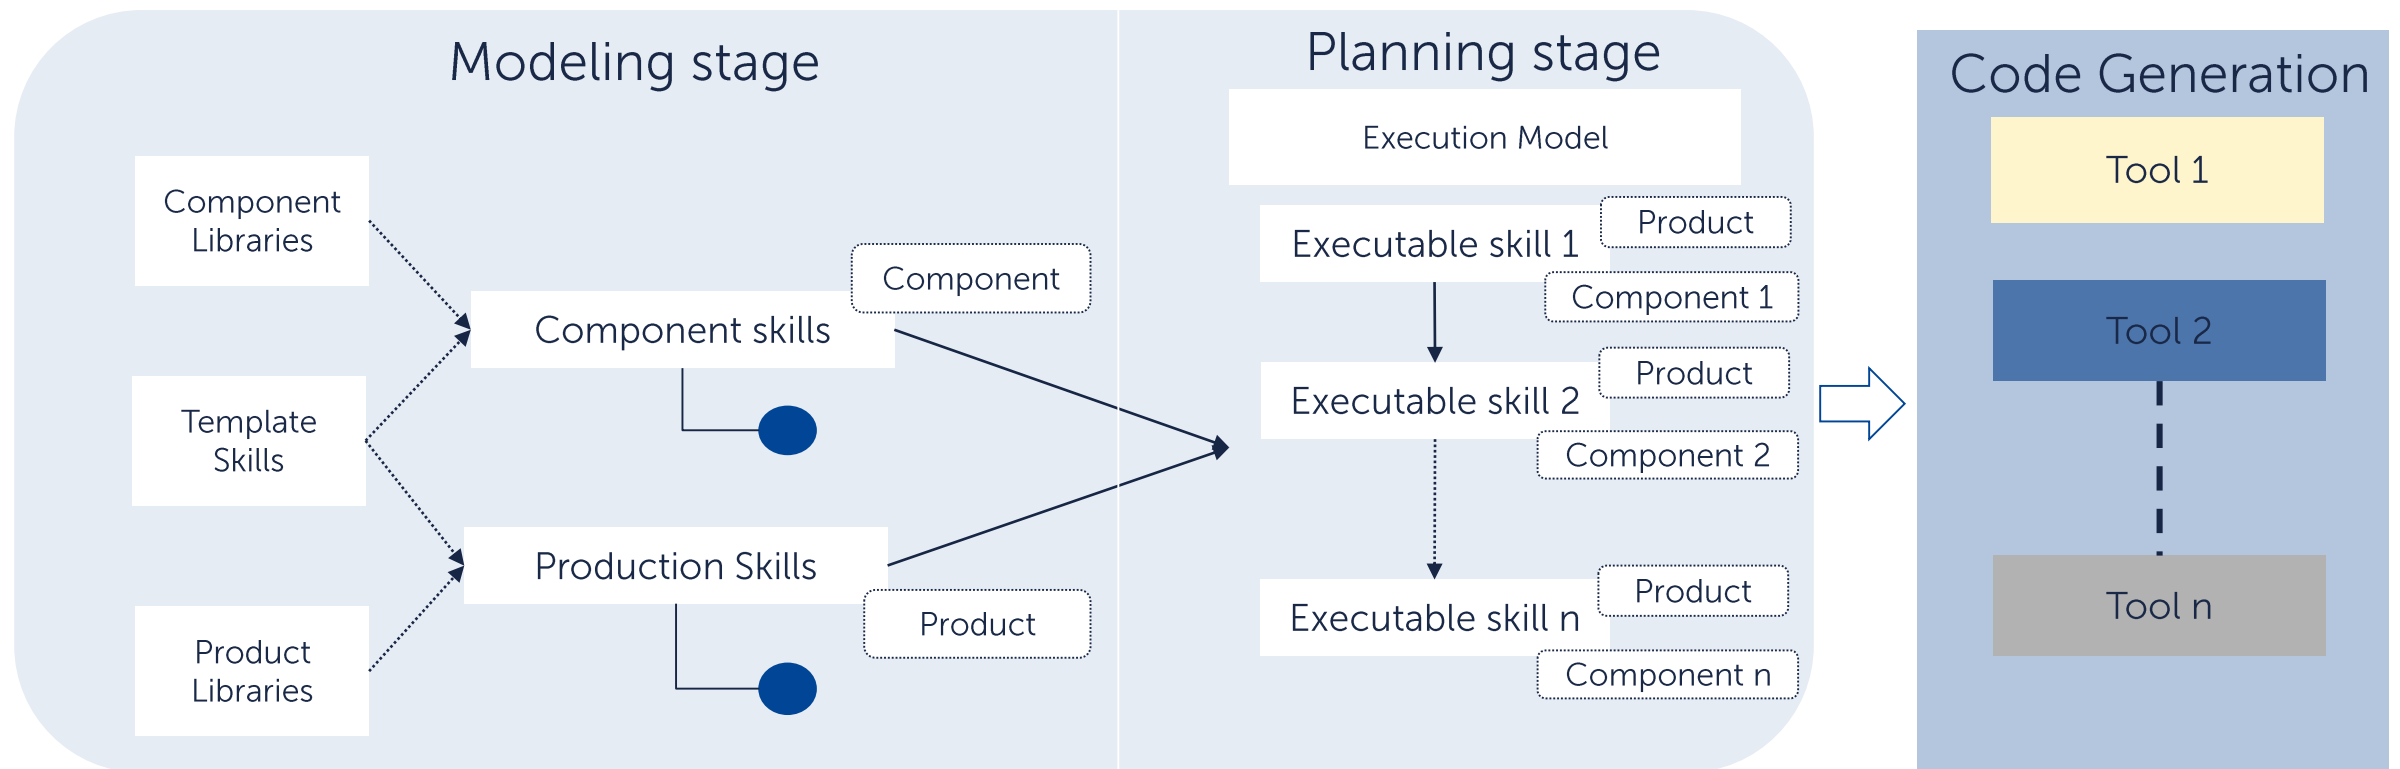 Modeling stage
Component
Libraries
Template
Skills
Product
Libraries
Component skills
Component
Production Skills
Product
Planning stage
Execution Model
Executable skill 1
Product
Component 1
Executable skill 2
Product
Component 2
Executable skill n
Product
Component n
Code Generation
Tool 1
Tool 2
Tool n